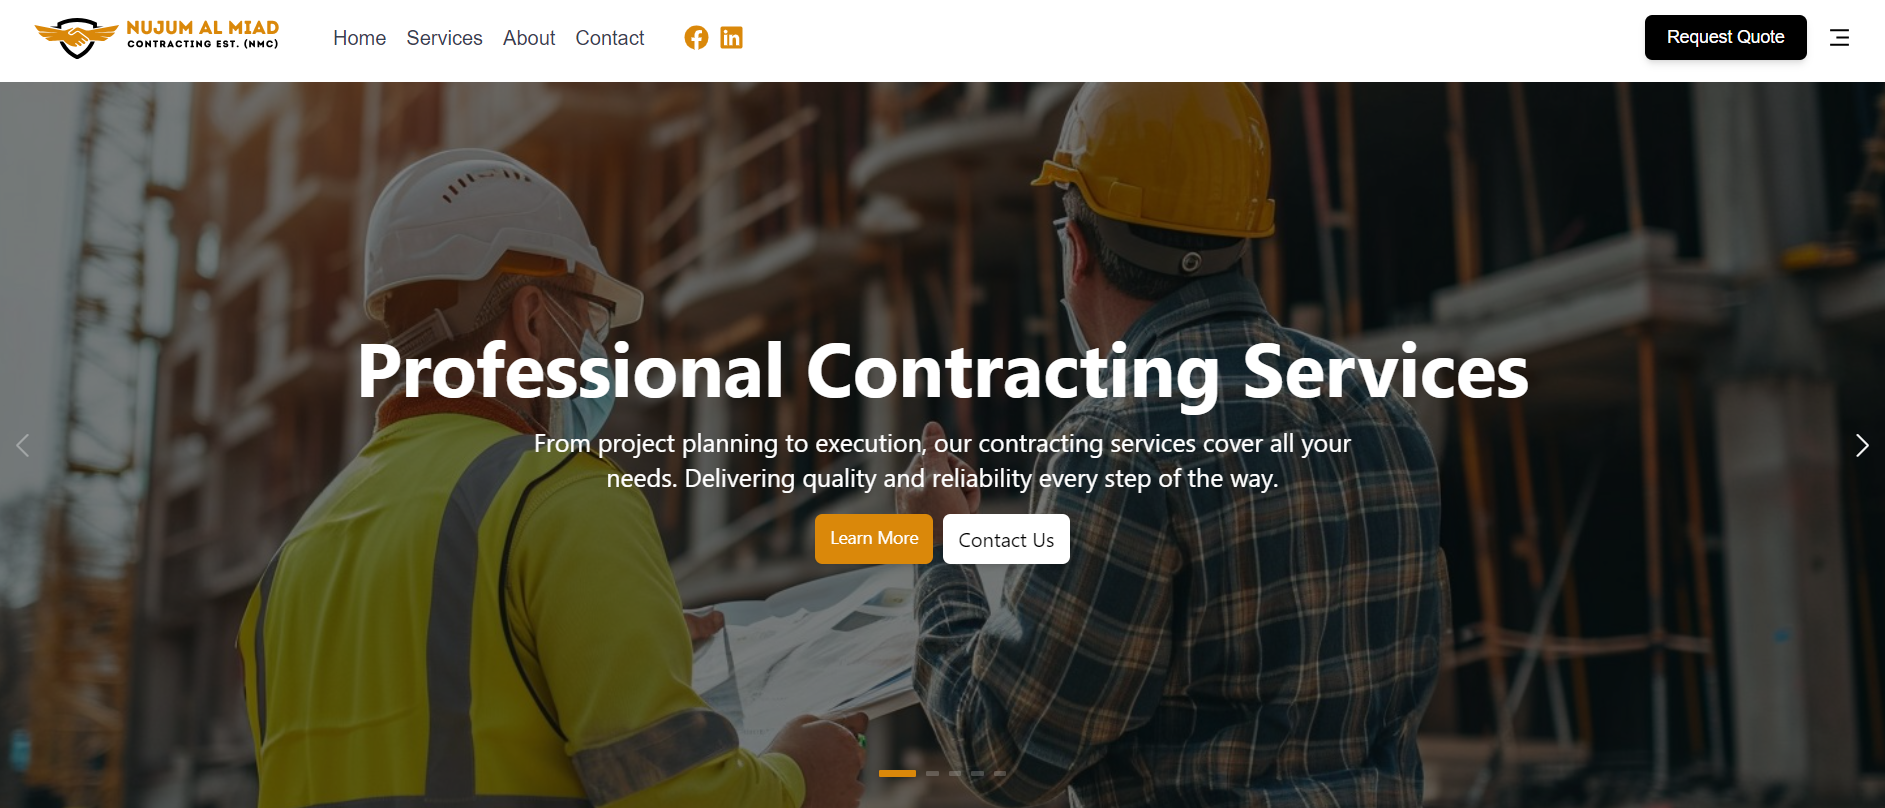 NUJUM AL MIAD
CONTRACTING EST. (NMC)
Home Services About Contact
Request Quote
Professional Contracting Services
From project planning to execution, our contracting services cover all your
needs. Delivering quality and reliability every step of the way.
Learn More
Contact Us